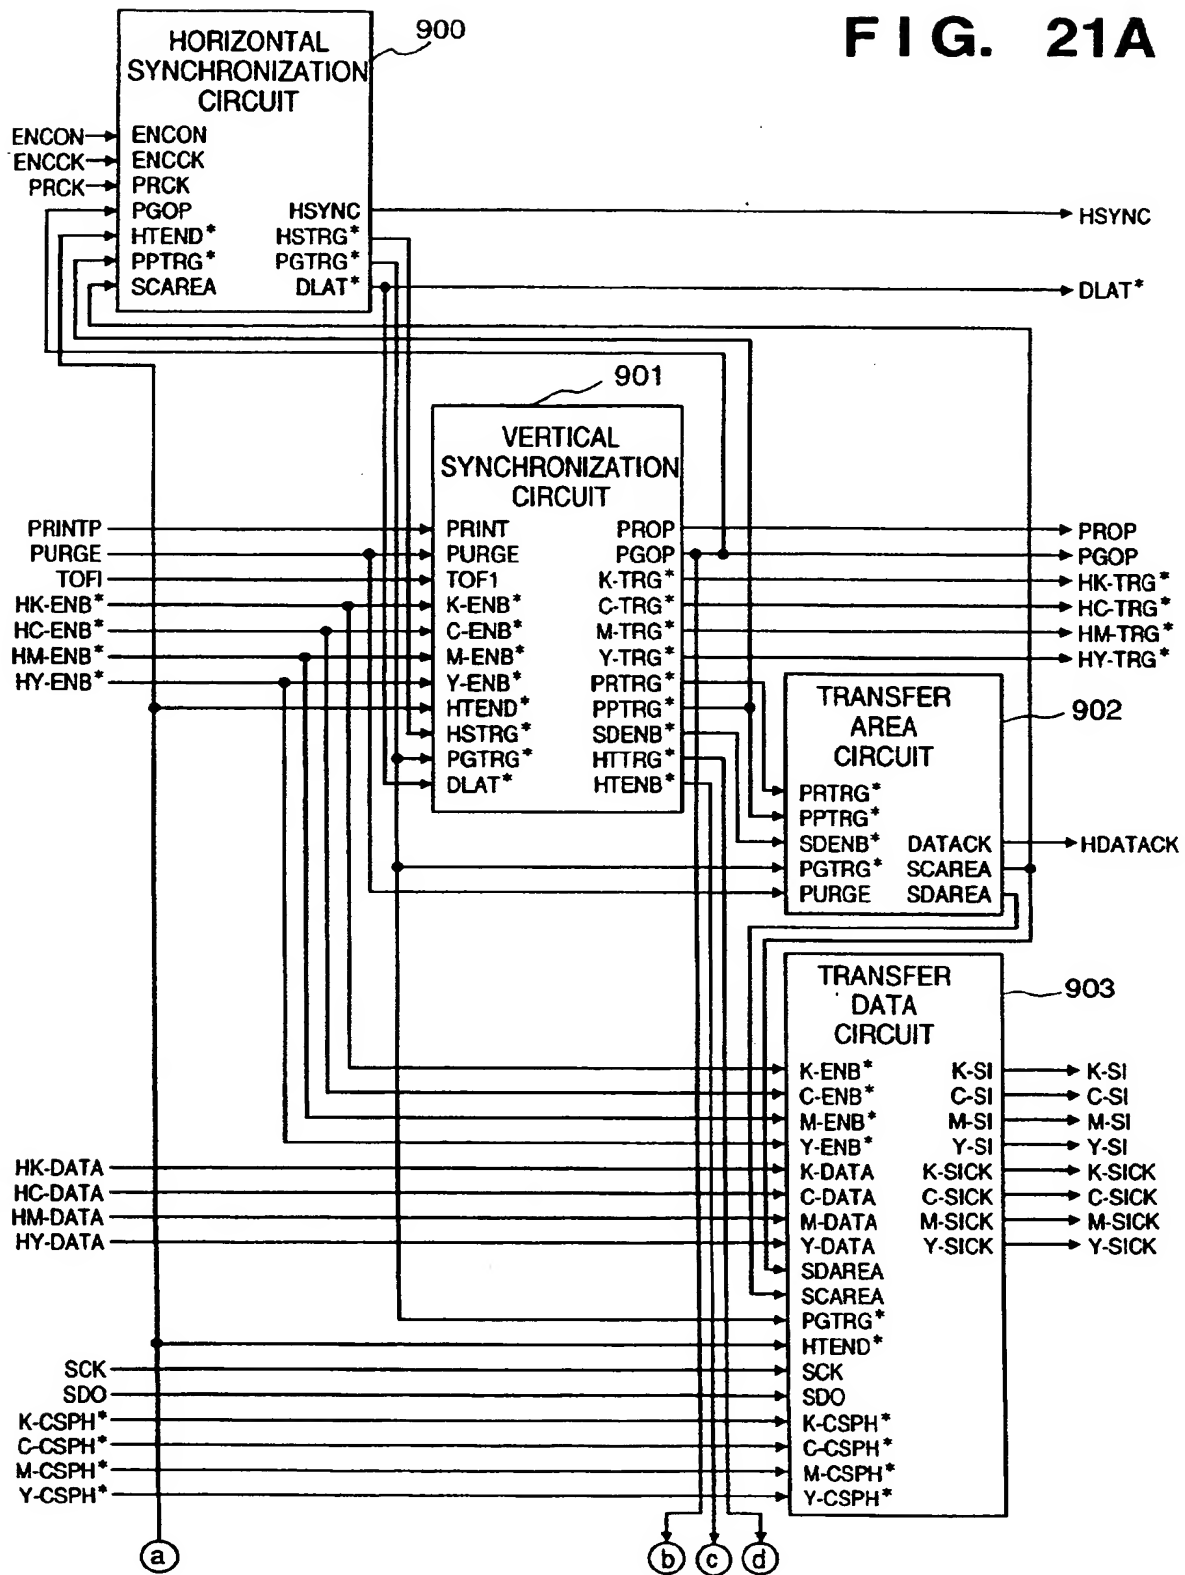 FIG. 21A
900
HORIZONTAL
SYNCHRONIZATION
CIRCUIT
ENCON ENCON
ENCCK ENCCK
PRCK PRCK
PGOP HSYNC HSYNC
HTEND* HSTRG*
PPTRG* PGTRG*
SCAREA DLAT* DLAT*
901
VERTICAL
SYNCHRONIZATION
CIRCUIT
PRINTP PRINT PROP PROP
PURGE PURGE PGOP PGOP
TOFI TOF1 K-TRG* HK-TRG*
HK-ENB* K-ENB* C-TRG* HC-TRG*
HC-ENB* C-ENB* M-TRG* HM-TRG*
HM-ENB* M-ENB* Y-TRG* HY-TRG*
HY-ENB* Y-ENB* PRTRG*
HTEND* PPTRG*
HSTRG* SDENB*
PGTRG* HTTRG*
DLAT* HTENB*
902
TRANSFER
AREA
CIRCUIT
PRTRG*
PPTRG*
SDENB* DATACK HDATACK
PGTRG* SCAREA
PURGE SDAREA
903
TRANSFER
DATA
CIRCUIT
K-ENB* K-SI K-SI
C-ENB* C-SI C-SI
M-ENB* M-SI M-SI
Y-ENB* Y-SI Y-SI
HK-DATA K-DATA K-SICK K-SICK
HC-DATA C-DATA C-SICK C-SICK
HM-DATA M-DATA M-SICK M-SICK
HY-DATA Y-DATA Y-SICK Y-SICK
SDAREA
SCAREA
PGTRG*
HTEND*
SCK SCK
SDO SDO
K-CSPH* K-CSPH*
C-CSPH* C-CSPH*
M-CSPH* M-CSPH*
Y-CSPH* Y-CSPH*
a b c d